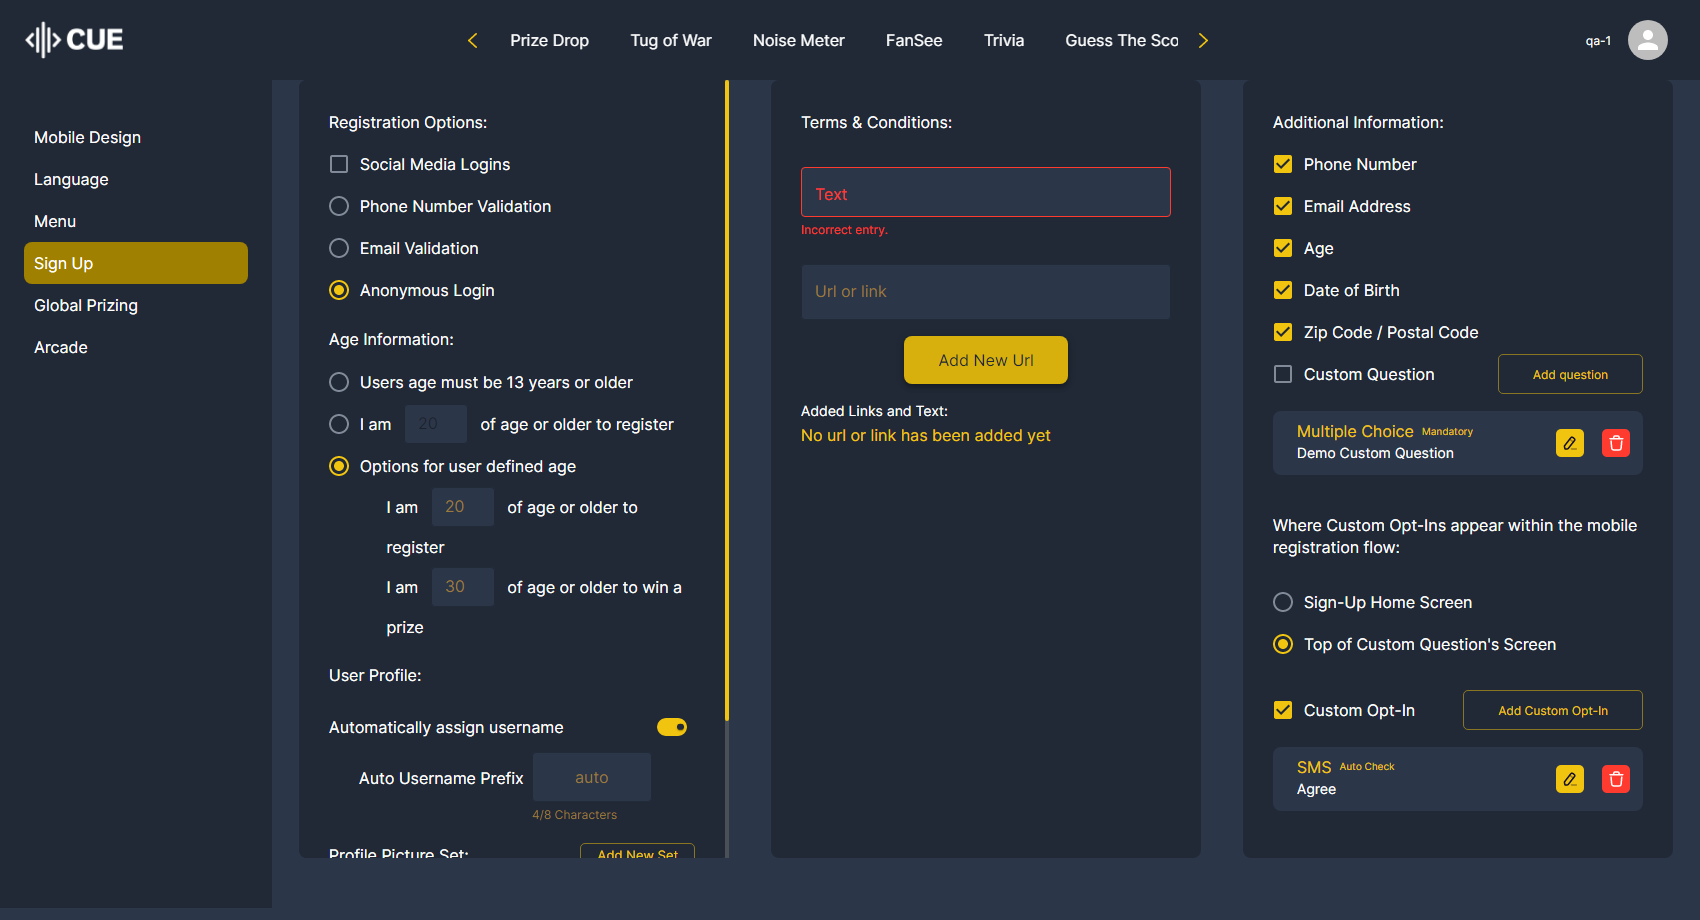 CUE
Prize Drop
Tug of War
Noise Meter
FanSee
Trivia
Guess The Sco
qa-1
Mobile Design
Language
Menu
Sign Up
Global Prizing
Arcade
Registration Options:
Social Media Logins
Phone Number Validation
Email Validation
Anonymous Login
Age Information:
Users age must be 13 years or older
I am 20 of age or older to register
Options for user defined age
I am 20 of age or older to
register
I am 30 of age or older to win a
prize
User Profile:
Automatically assign username
Auto Username Prefix auto
4/8 Characters
Profile Picture Set:
Add New Set
Terms & Conditions:
Text
Incorrect entry.
Url or link
Add New Url
Added Links and Text:
No url or link has been added yet
Additional Information:
Phone Number
Email Address
Age
Date of Birth
Zip Code / Postal Code
Custom Question
Add question
Multiple Choice Mandatory
Demo Custom Question
Where Custom Opt-Ins appear within the mobile
registration flow:
Sign-Up Home Screen
Top of Custom Question's Screen
Custom Opt-In
Add Custom Opt-In
SMS Auto Check
Agree